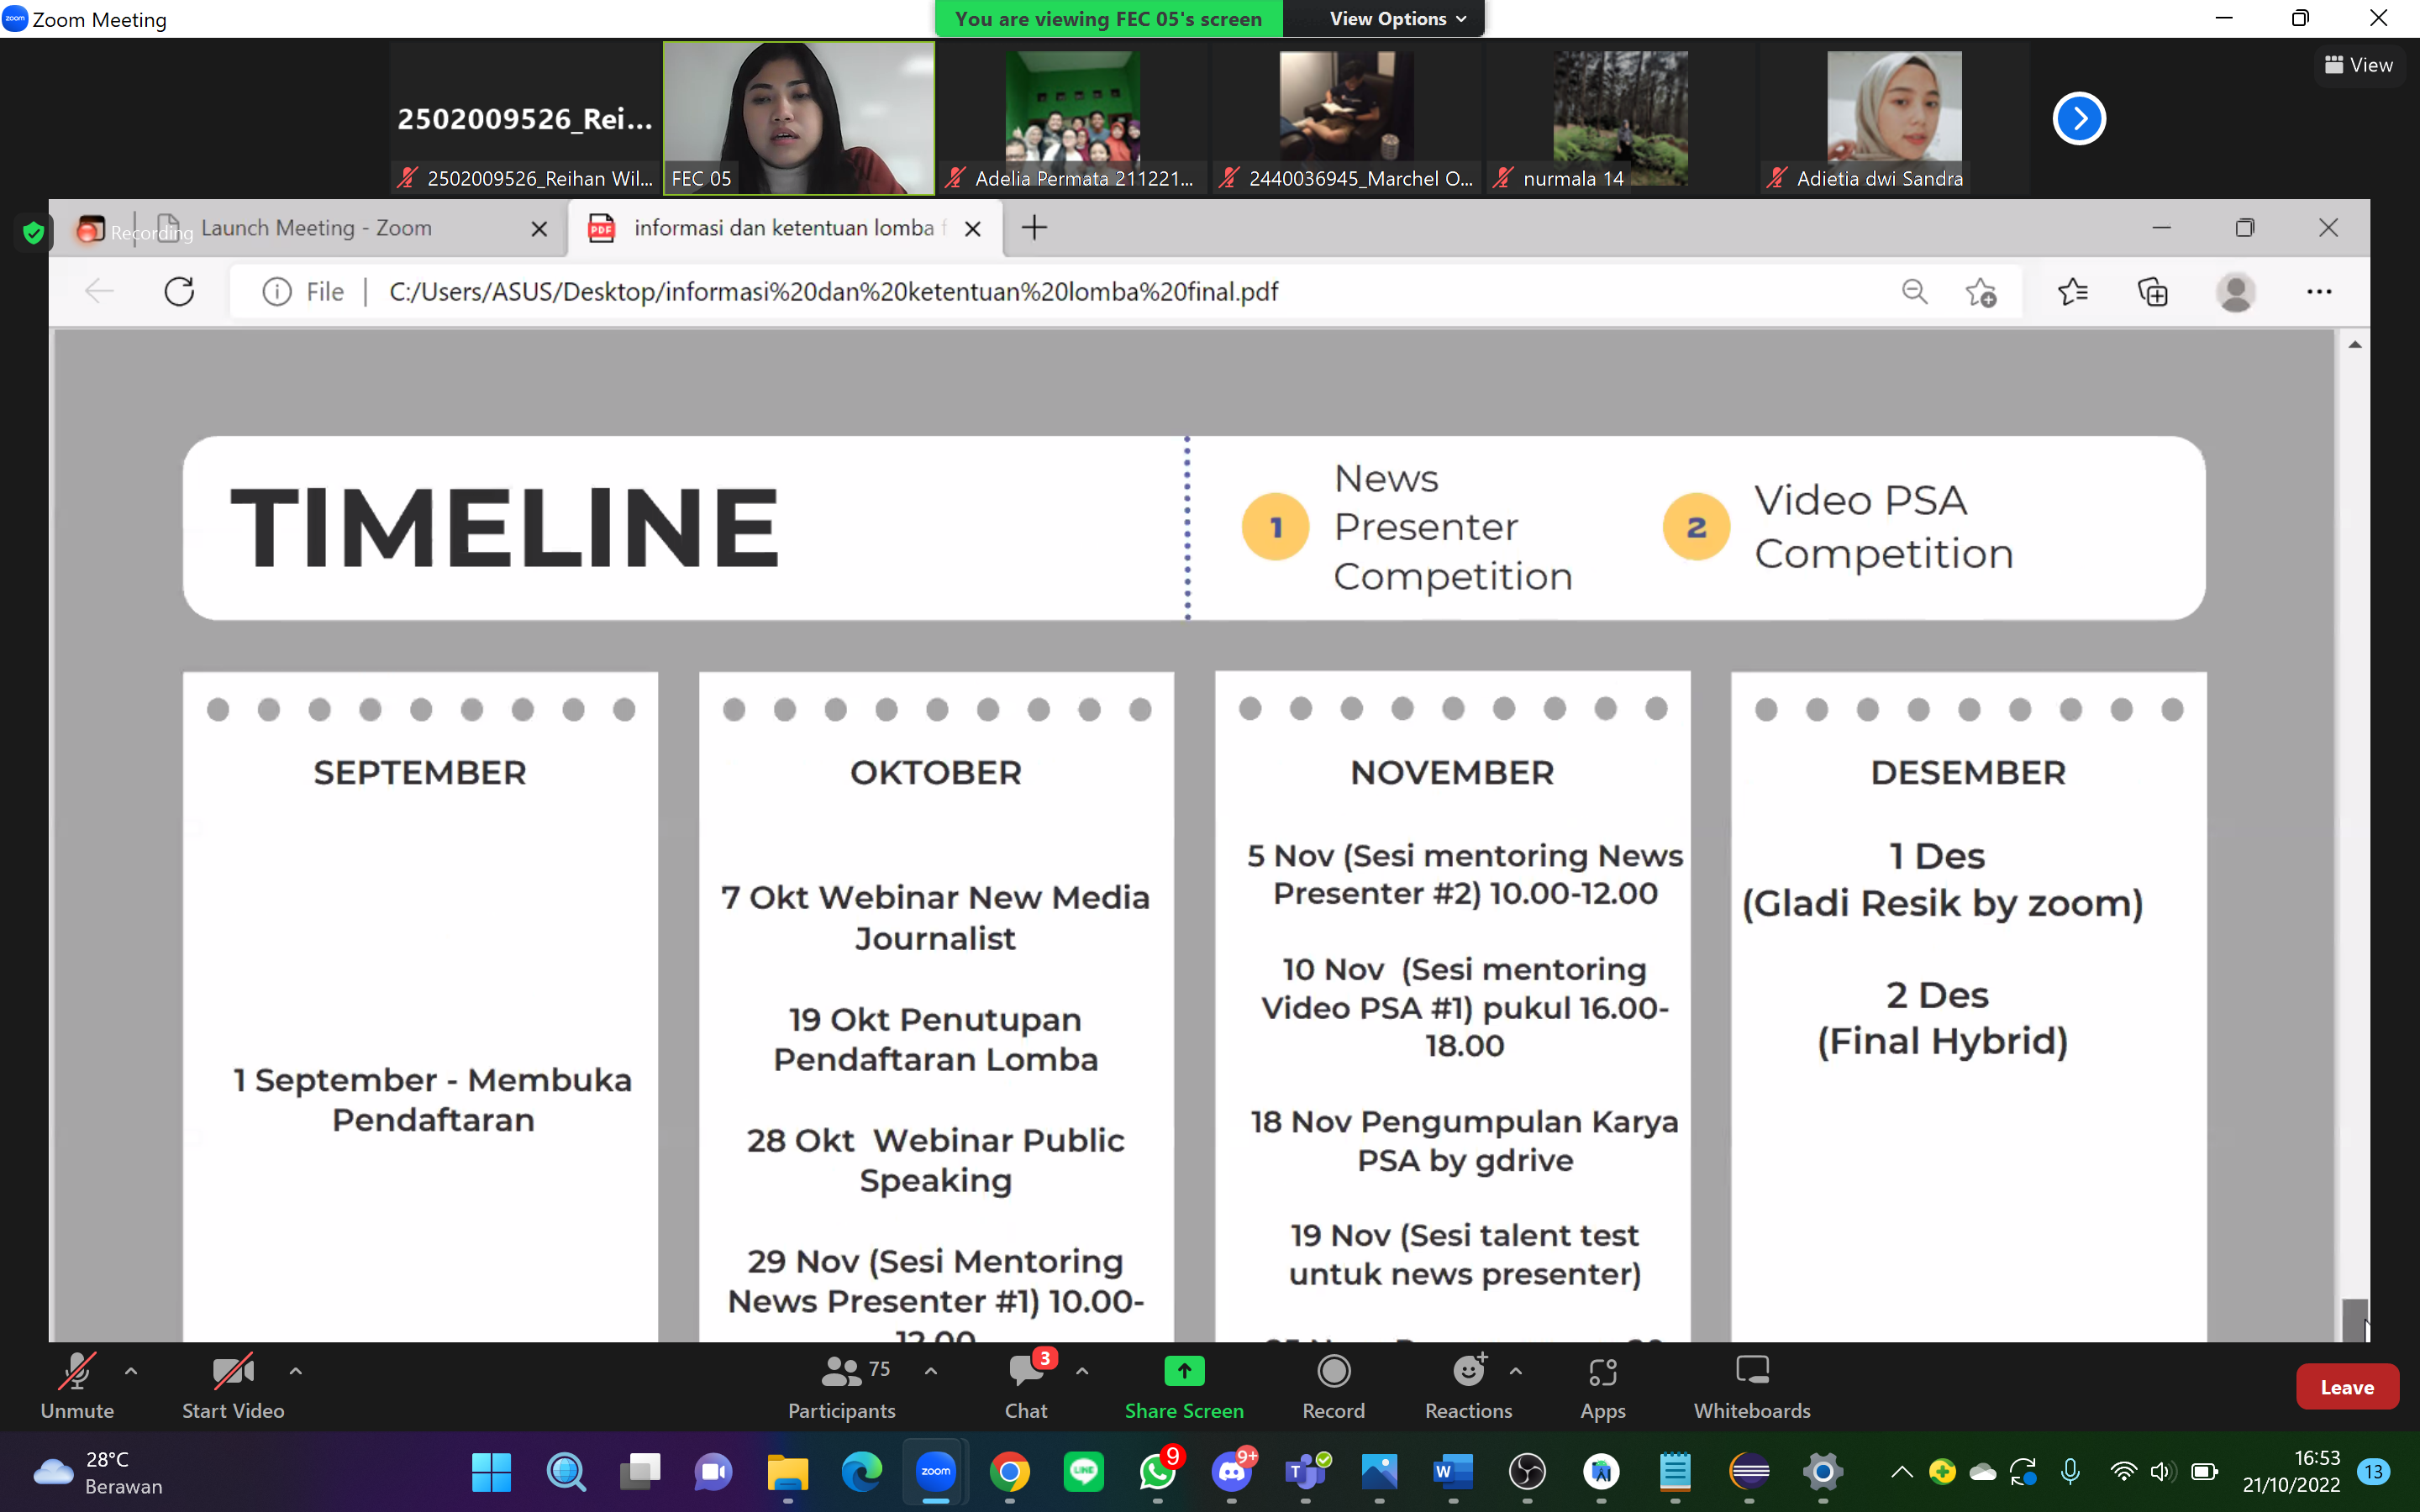 Zoom Meeting
You are viewing FEC 05's screen
View Options
View
2502009526_Rei...
2502009526_Reihan Wil...
FEC 05
Adelia Permata 211221...
2440036945_Marchel O...
nurmala 14
Adietia dwi Sandra
Recording
Launch Meeting - Zoom
informasi dan ketentuan lomba f
File
C:/Users/ASUS/Desktop/informasi%20dan%20ketentuan%20lomba%20final.pdf
TIMELINE
1
News
Presenter
Competition
2
Video PSA
Competition
SEPTEMBER
1 September - Membuka
Pendaftaran
OKTOBER
7 Okt Webinar New Media
Journalist
19 Okt Penutupan
Pendaftaran Lomba
28 Okt Webinar Public
Speaking
29 Nov (Sesi Mentoring
News Presenter #1) 10.00-
12.00
NOVEMBER
5 Nov (Sesi mentoring News
Presenter #2) 10.00-12.00
10 Nov (Sesi mentoring
Video PSA #1) pukul 16.00-
18.00
18 Nov Pengumpulan Karya
PSA by gdrive
19 Nov (Sesi talent test
untuk news presenter)
DESEMBER
1 Des
(Gladi Resik by zoom)
2 Des
(Final Hybrid)
Unmute
Start Video
75
Participants
3
Chat
Share Screen
Record
Reactions
Apps
Whiteboards
Leave
28°C
Berawan
zoom
LINE
9
9+
16:53
21/10/2022
13